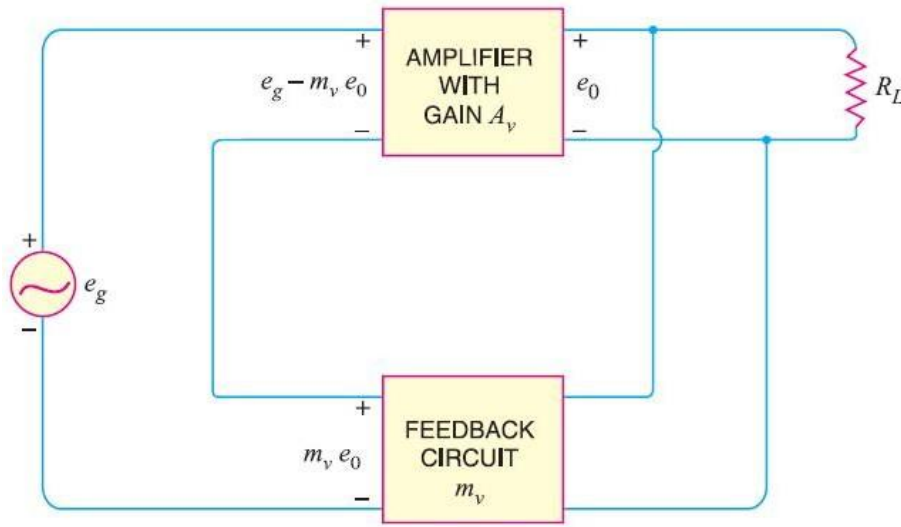 +
AMPLIFIER
WITH
GAIN A_v
e_g – m_v e_0
–
+
e_0
–
R_L
+
e_g
–
+
FEEDBACK
CIRCUIT
m_v
m_v e_0
–